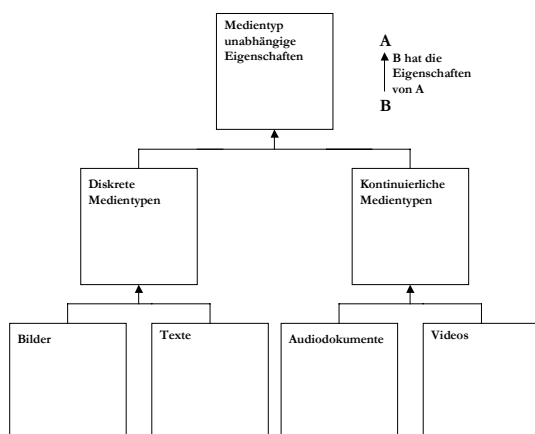 Medientyp
unabhängige
Eigenschaften
A
B hat die
Eigenschaften
von A
B
Diskrete
Medientypen
Kontinuierliche
Medientypen
Bilder
Texte
Audiodokumente
Videos